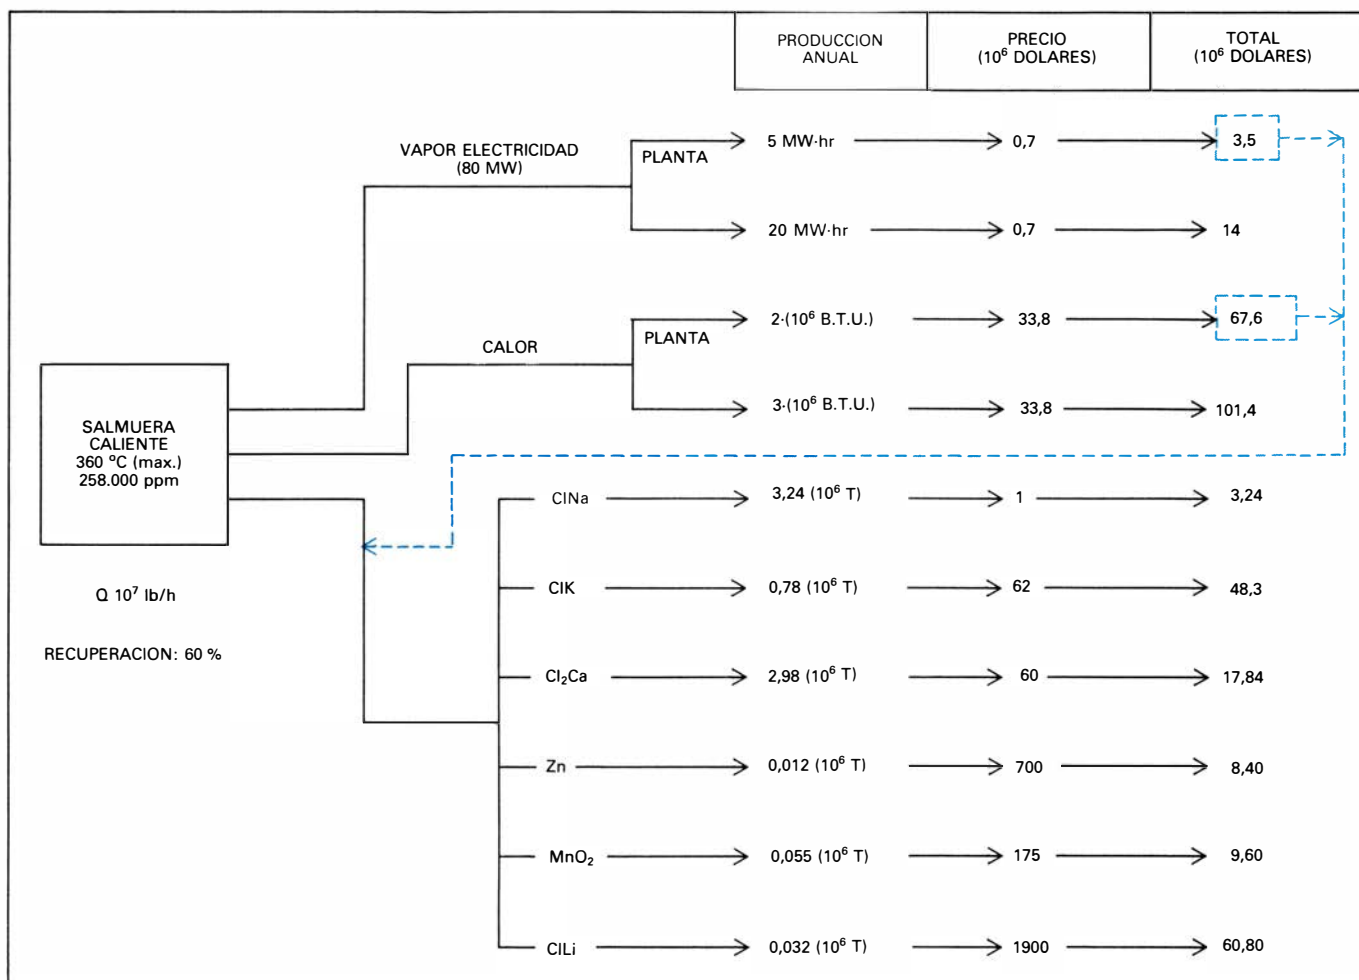 PRODUCCION
ANUAL
PRECIO
(10⁶ DOLARES)
TOTAL
(10⁶ DOLARES)
VAPOR ELECTRICIDAD
(80 MW)
PLANTA
5 MW·hr
0,7
3,5
20 MW·hr
0,7
14
CALOR
PLANTA
2·(10⁶ B.T.U.)
33,8
67,6
3·(10⁶ B.T.U.)
33,8
101,4
SALMUERA
CALIENTE
360 ºC (max.)
258.000 ppm
Q 10⁷ lb/h
RECUPERACION: 60 %
ClNa
3,24 (10⁶ T)
1
3,24
ClK
0,78 (10⁶ T)
62
48,3
Cl₂Ca
2,98 (10⁶ T)
60
17,84
Zn
0,012 (10⁶ T)
700
8,40
MnO₂
0,055 (10⁶ T)
175
9,60
ClLi
0,032 (10⁶ T)
1900
60,80